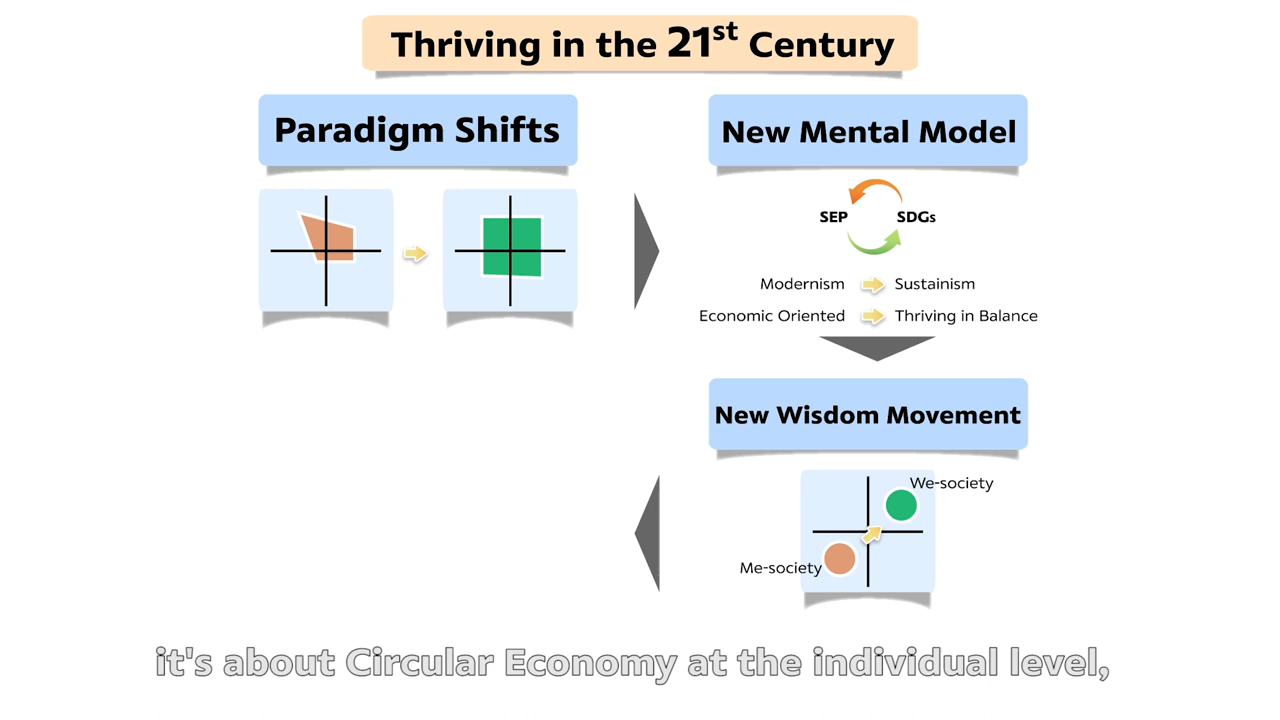 Thriving in the 21st Century
Paradigm Shifts
New Mental Model
SEP SDGs
Modernism Sustainism
Economic Oriented Thriving in Balance
New Wisdom Movement
We-society
Me-society
it's about Circular Economy at the individual level,